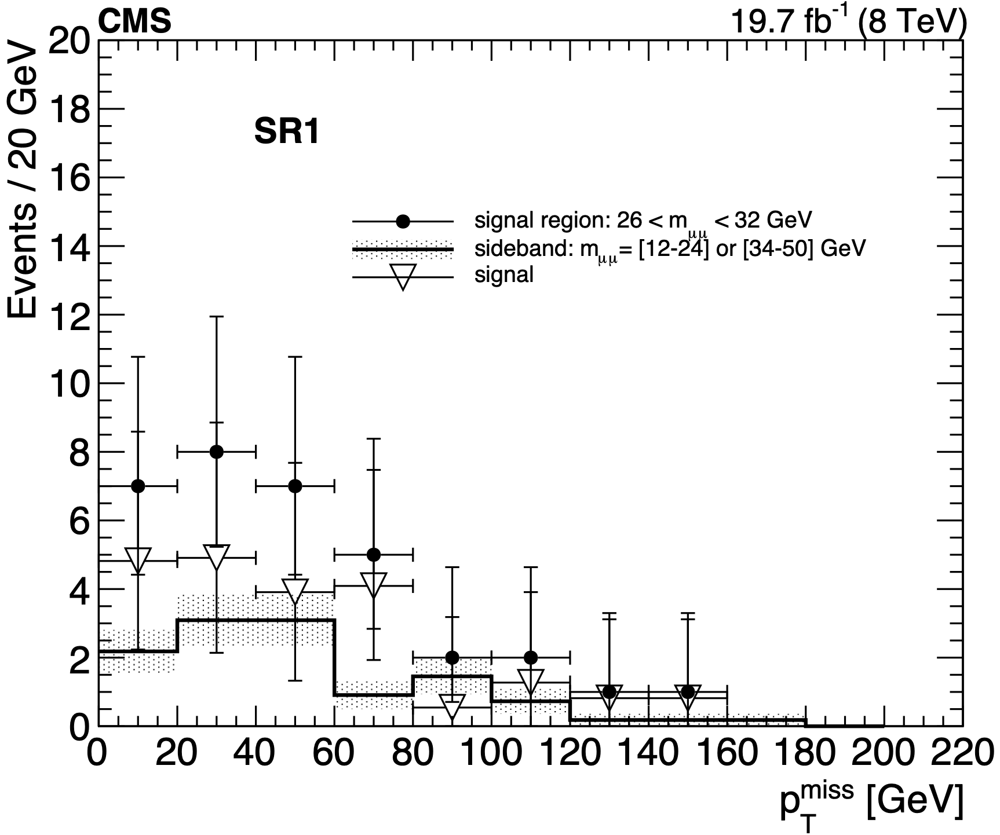 CMS 19.7 fb⁻¹ (8 TeV)
Events / 20 GeV
20
18
16
14
12
10
8
6
4
2
0
SR1
signal region: 26 < mμμ < 32 GeV
sideband: mμμ= [12-24] or [34-50] GeV
signal
0 20 40 60 80 100 120 140 160 180 200 220
pTmiss [GeV]